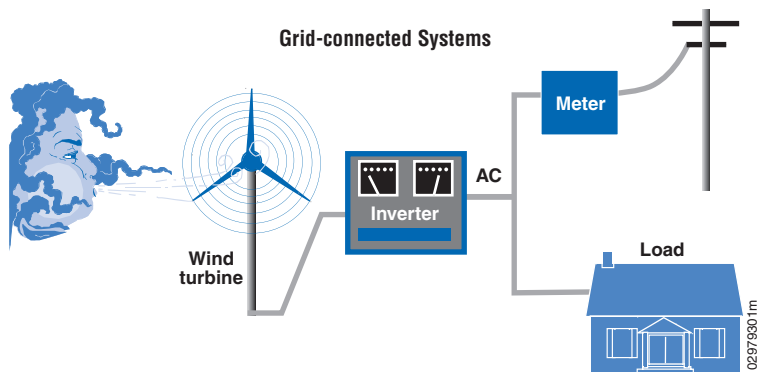 Grid-connected Systems
Meter
AC
Inverter
Wind
turbine
Load
02979301m